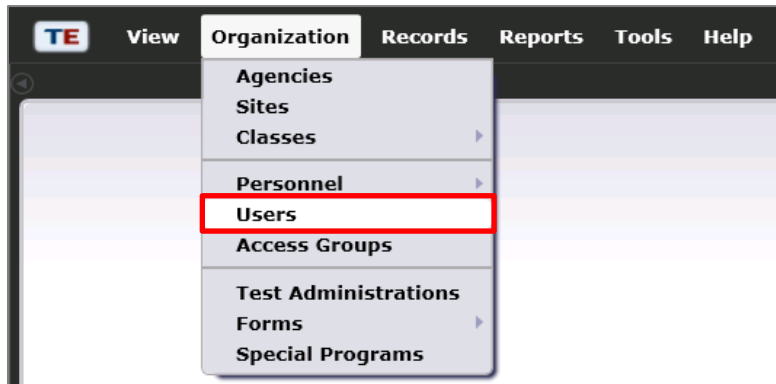 TE View Organization Records Reports Tools Help
Agencies
Sites
Classes
Personnel
Users
Access Groups
Test Administrations
Forms
Special Programs